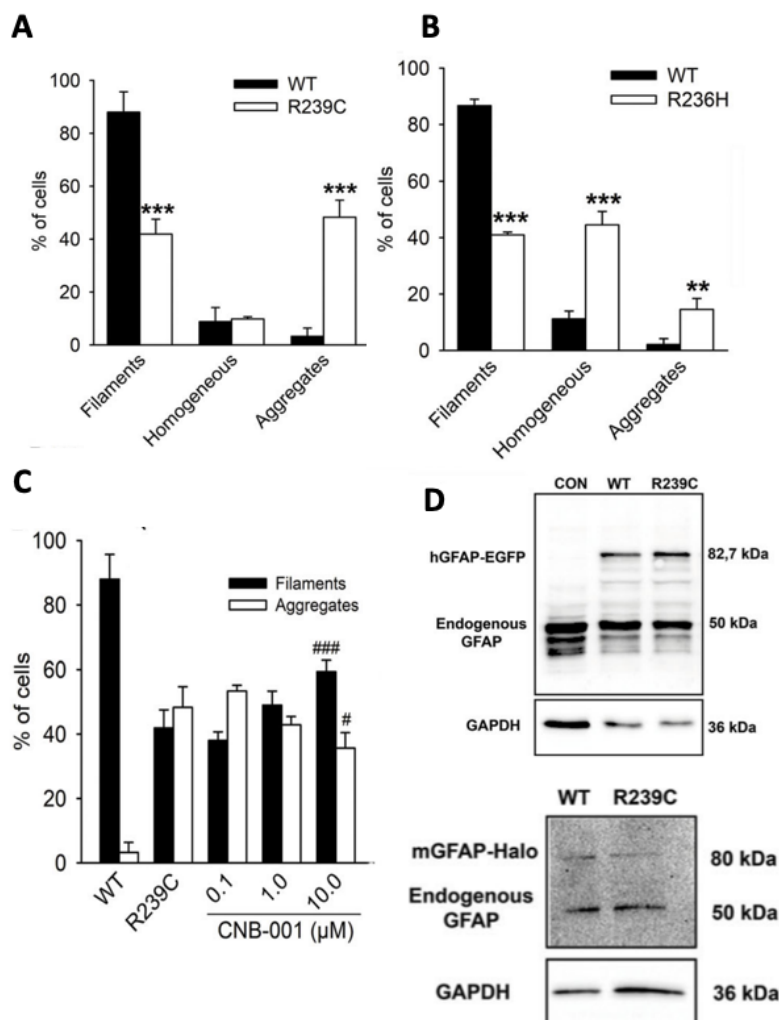 A
WT
R239C
100
80
60
40
20
0
% of cells
***
***
Filaments
Homogeneous
Aggregates
B
WT
R236H
100
80
60
40
20
0
% of cells
***
***
**
Filaments
Homogeneous
Aggregates
C
Filaments
Aggregates
100
80
60
40
20
0
% of cells
###
#
WT
R239C
0.1
1.0
10.0
CNB-001 (µM)
D
CON WT R239C
hGFAP-EGFP 82,7 kDa
Endogenous
GFAP 50 kDa
GAPDH 36 kDa
WT R239C
mGFAP-Halo 80 kDa
Endogenous
GFAP 50 kDa
GAPDH 36 kDa